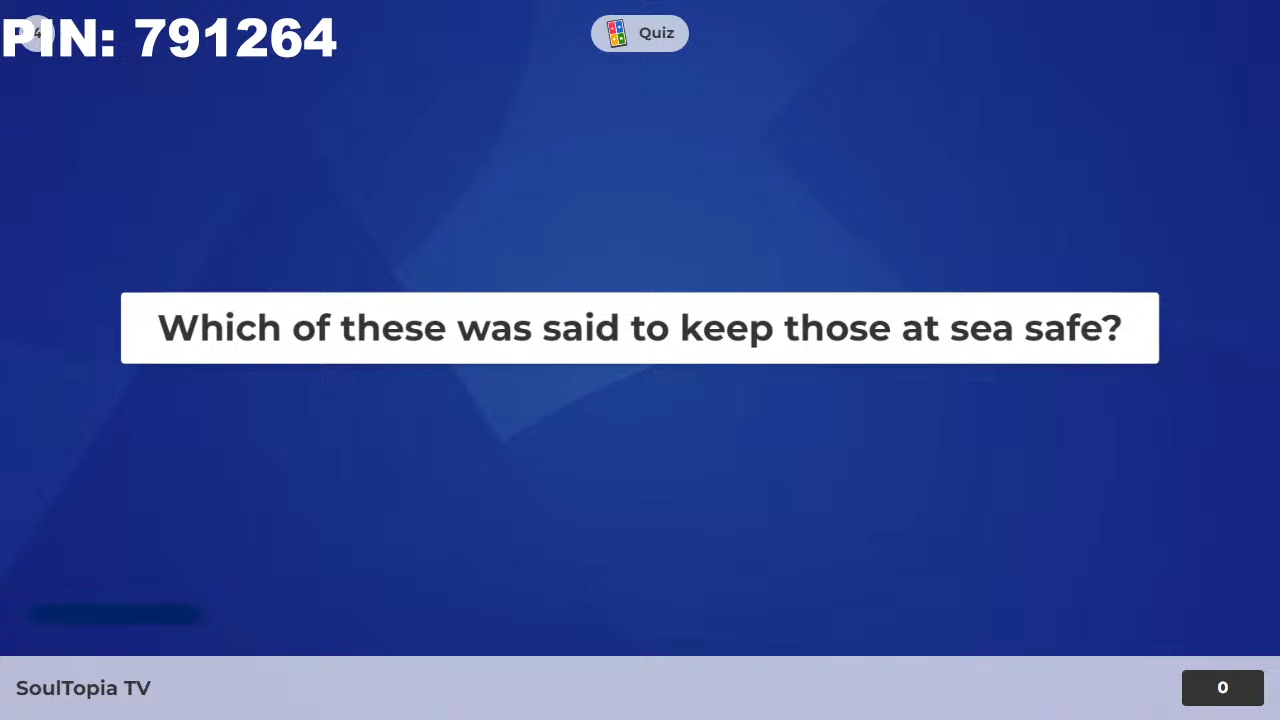 PIN: 791264
Quiz
Which of these was said to keep those at sea safe?
SoulTopia TV
0